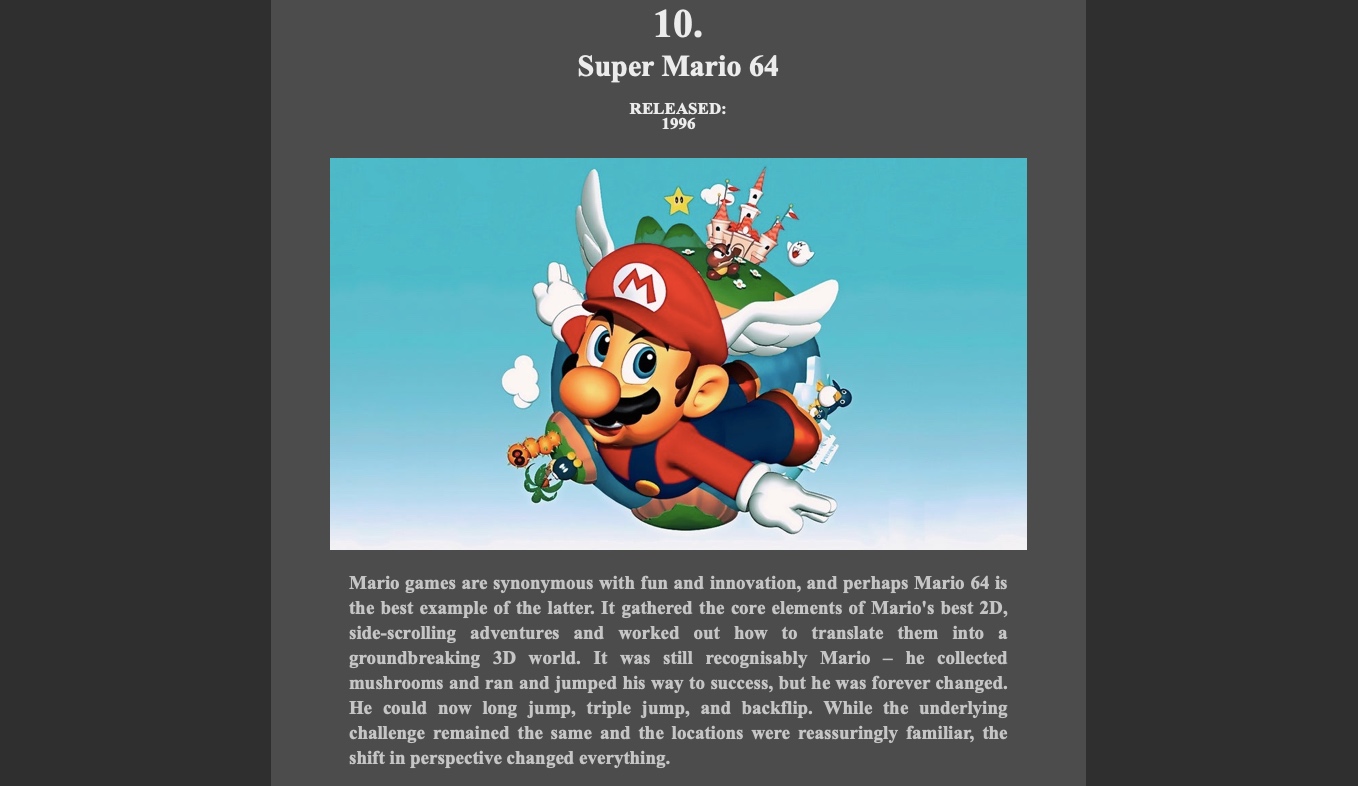 10.
Super Mario 64
RELEASED:
1996
M
8
Mario games are synonymous with fun and innovation, and perhaps Mario 64 is
the best example of the latter. It gathered the core elements of Mario's best 2D,
side-scrolling adventures and worked out how to translate them into a
groundbreaking 3D world. It was still recognisably Mario – he collected
mushrooms and ran and jumped his way to success, but he was forever changed.
He could now long jump, triple jump, and backflip. While the underlying
challenge remained the same and the locations were reassuringly familiar, the
shift in perspective changed everything.